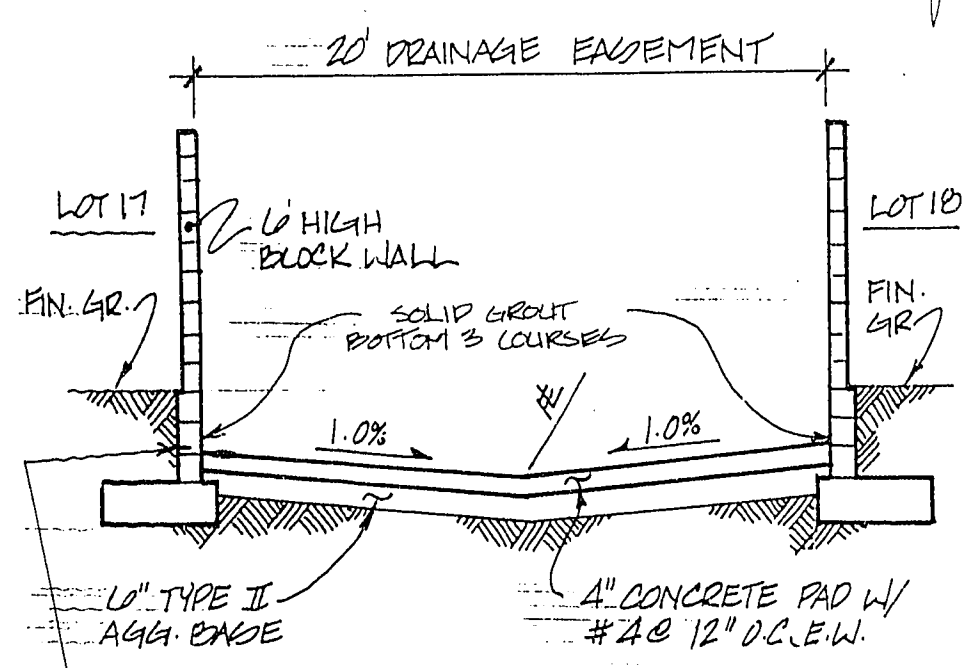 20' DRAINAGE EASEMENT
LOT 17
6' HIGH
BLOCK WALL
LOT 18
FIN. GR.
SOLID GROUT
BOTTOM 3 COURSES
FIN.
GR.
1.0%
℄
1.0%
6" TYPE II
AGG. BASE
4" CONCRETE PAD W/
#4@ 12" O.C.E.W.